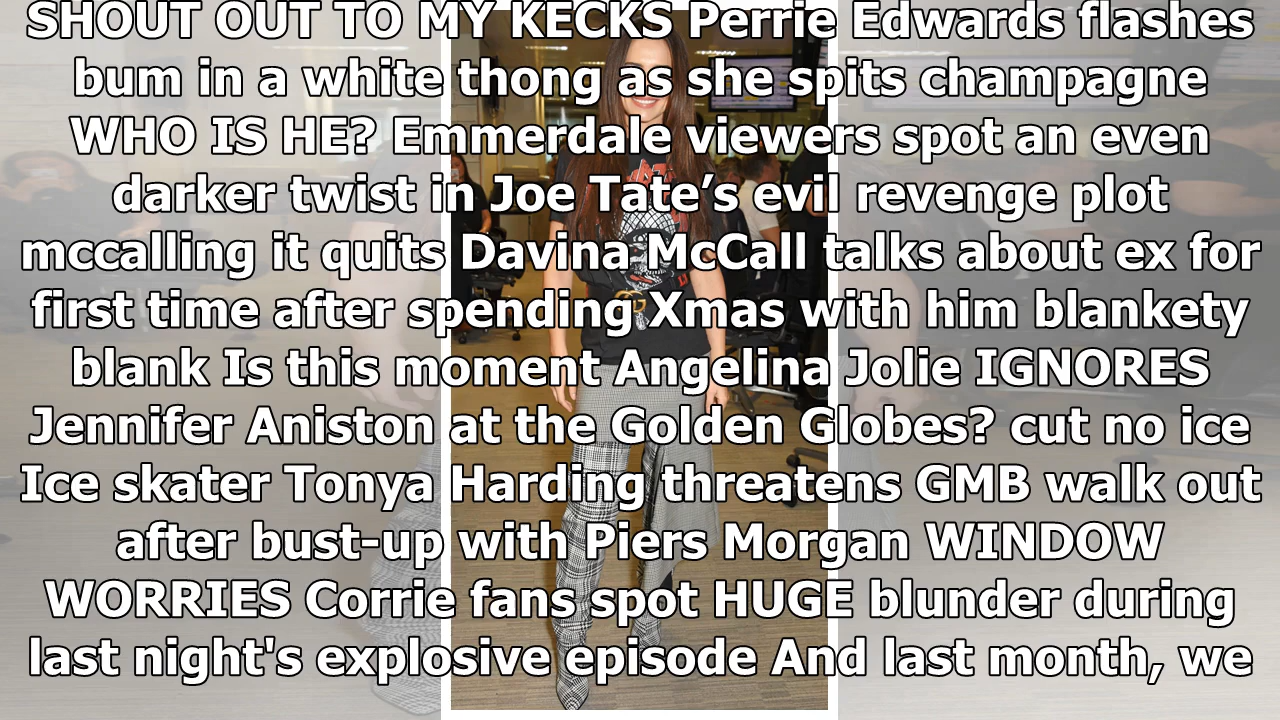 SHOUT OUT TO MY KECKS Perrie Edwards flashes
bum in a white thong as she spits champagne
WHO IS HE? Emmerdale viewers spot an even
darker twist in Joe Tate’s evil revenge plot
mccalling it quits Davina McCall talks about ex for
first time after spending Xmas with him blankety
blank Is this moment Angelina Jolie IGNORES
Jennifer Aniston at the Golden Globes? cut no ice
Ice skater Tonya Harding threatens GMB walk out
after bust-up with Piers Morgan WINDOW
WORRIES Corrie fans spot HUGE blunder during
last night's explosive episode And last month, we